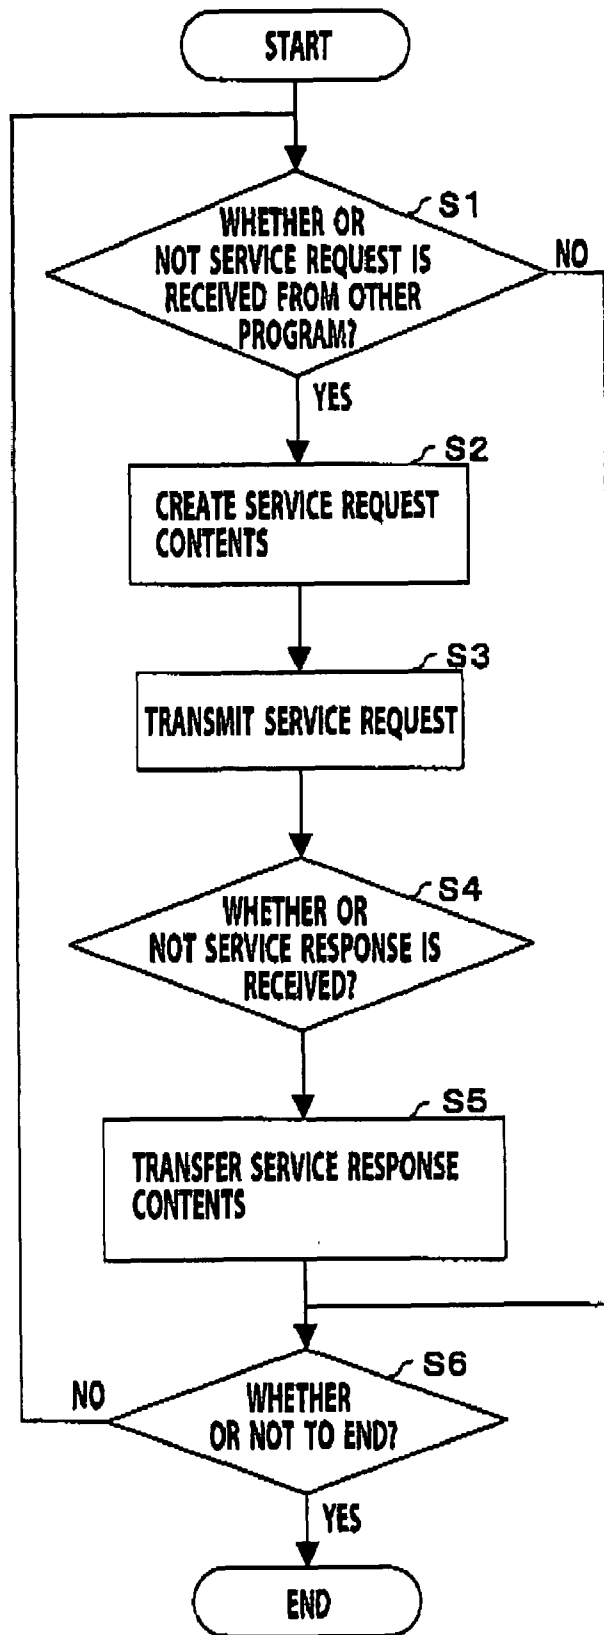 START
S1
WHETHER OR
NOT SERVICE REQUEST IS
RECEIVED FROM OTHER
PROGRAM?
NO
YES
S2
CREATE SERVICE REQUEST
CONTENTS
S3
TRANSMIT SERVICE REQUEST
S4
WHETHER OR
NOT SERVICE RESPONSE IS
RECEIVED?
S5
TRANSFER SERVICE RESPONSE
CONTENTS
S6
NO
WHETHER
OR NOT TO END?
YES
END